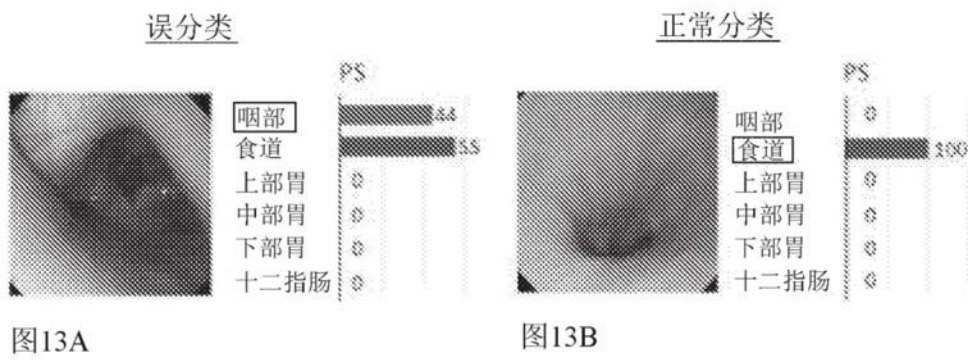 误分类
PS
咽部 44
食道 55
上部胃 0
中部胃 0
下部胃 0
十二指肠 0
图13A
正常分类
PS
咽部 0
食道 100
上部胃 0
中部胃 0
下部胃 0
十二指肠 0
图13B